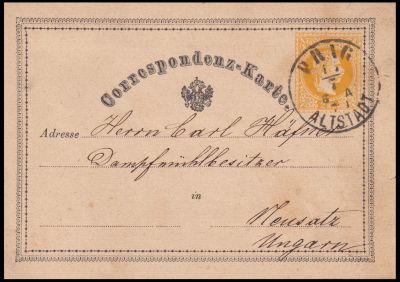 Correspondenz-Karte.
PRAG
ALTSTADT
Adresse Herrn Carl Häfner
Dampfmühlbesitzer
in
Neusatz
Ungarn